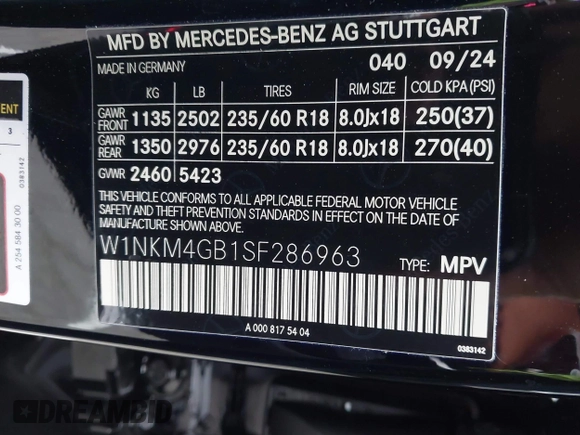 MFD BY MERCEDES-BENZ AG STUTTGART
MADE IN GERMANY 040 09/24
KG LB TIRES RIM SIZE COLD KPA (PSI)
GAWR FRONT 1135 2502 235/60 R18 8.0Jx18 250(37)
GAWR REAR 1350 2976 235/60 R18 8.0Jx18 270(40)
GVWR 2460 5423
THIS VEHICLE CONFORMS TO ALL APPLICABLE FEDERAL MOTOR VEHICLE
SAFETY AND THEFT PREVENTION STANDARDS IN EFFECT ON THE DATE OF
MANUFACTURE SHOWN ABOVE.
W1NKM4GB1SF286963 TYPE: MPV
A 000 817 54 04
0383142
3
0383142
A 254 584 30 00
DREAMBID